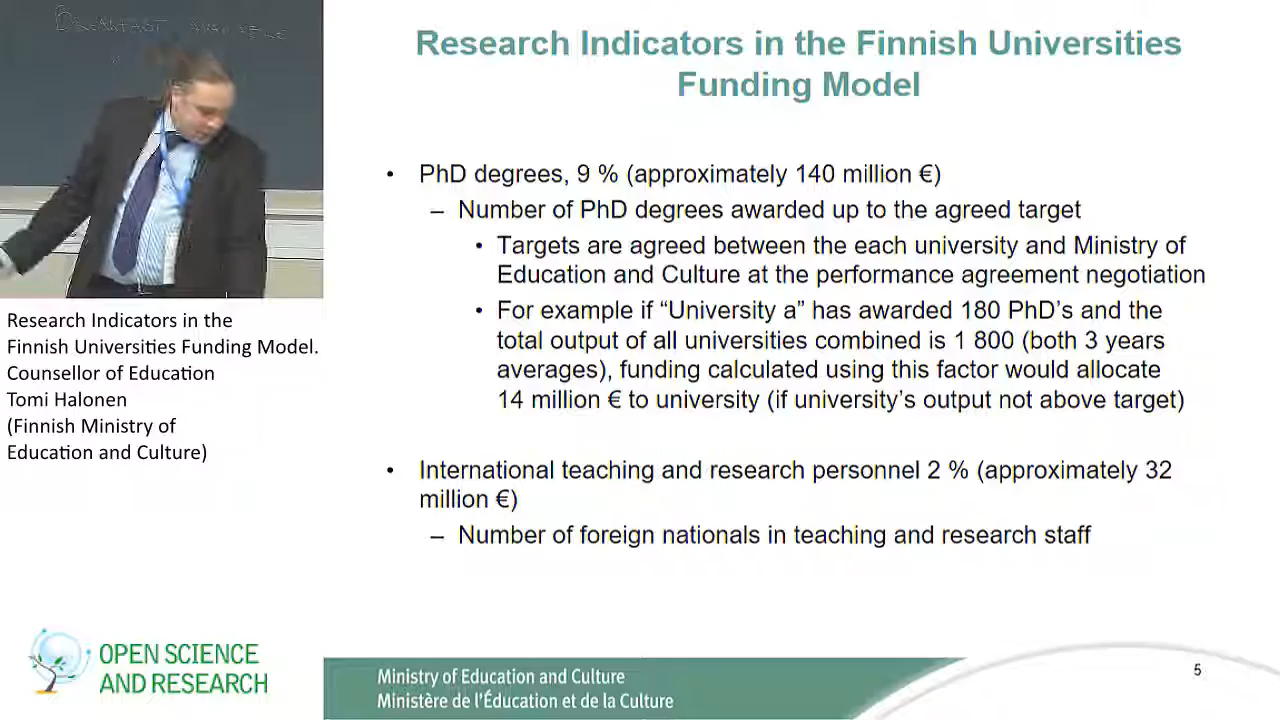 Research Indicators in the Finnish Universities
Funding Model
• PhD degrees, 9 % (approximately 140 million €)
– Number of PhD degrees awarded up to the agreed target
• Targets are agreed between the each university and Ministry of
Education and Culture at the performance agreement negotiation
• For example if “University a” has awarded 180 PhD’s and the
total output of all universities combined is 1 800 (both 3 years
averages), funding calculated using this factor would allocate
14 million € to university (if university’s output not above target)
• International teaching and research personnel 2 % (approximately 32
million €)
– Number of foreign nationals in teaching and research staff
Research Indicators in the
Finnish Universities Funding Model.
Counsellor of Education
Tomi Halonen
(Finnish Ministry of
Education and Culture)
OPEN SCIENCE
AND RESEARCH
Ministry of Education and Culture
Ministère de l’Éducation et de la Culture
5